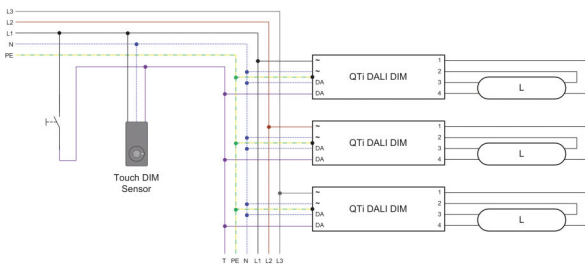 L3
L2
L1
N
PE
~
~
DA
DA
QTi DALI DIM
1
2
3
4
L
~
~
DA
DA
QTi DALI DIM
1
2
3
4
L
~
~
DA
DA
QTi DALI DIM
1
2
3
4
L
Touch DIM
Sensor
T PE N L1 L2 L3